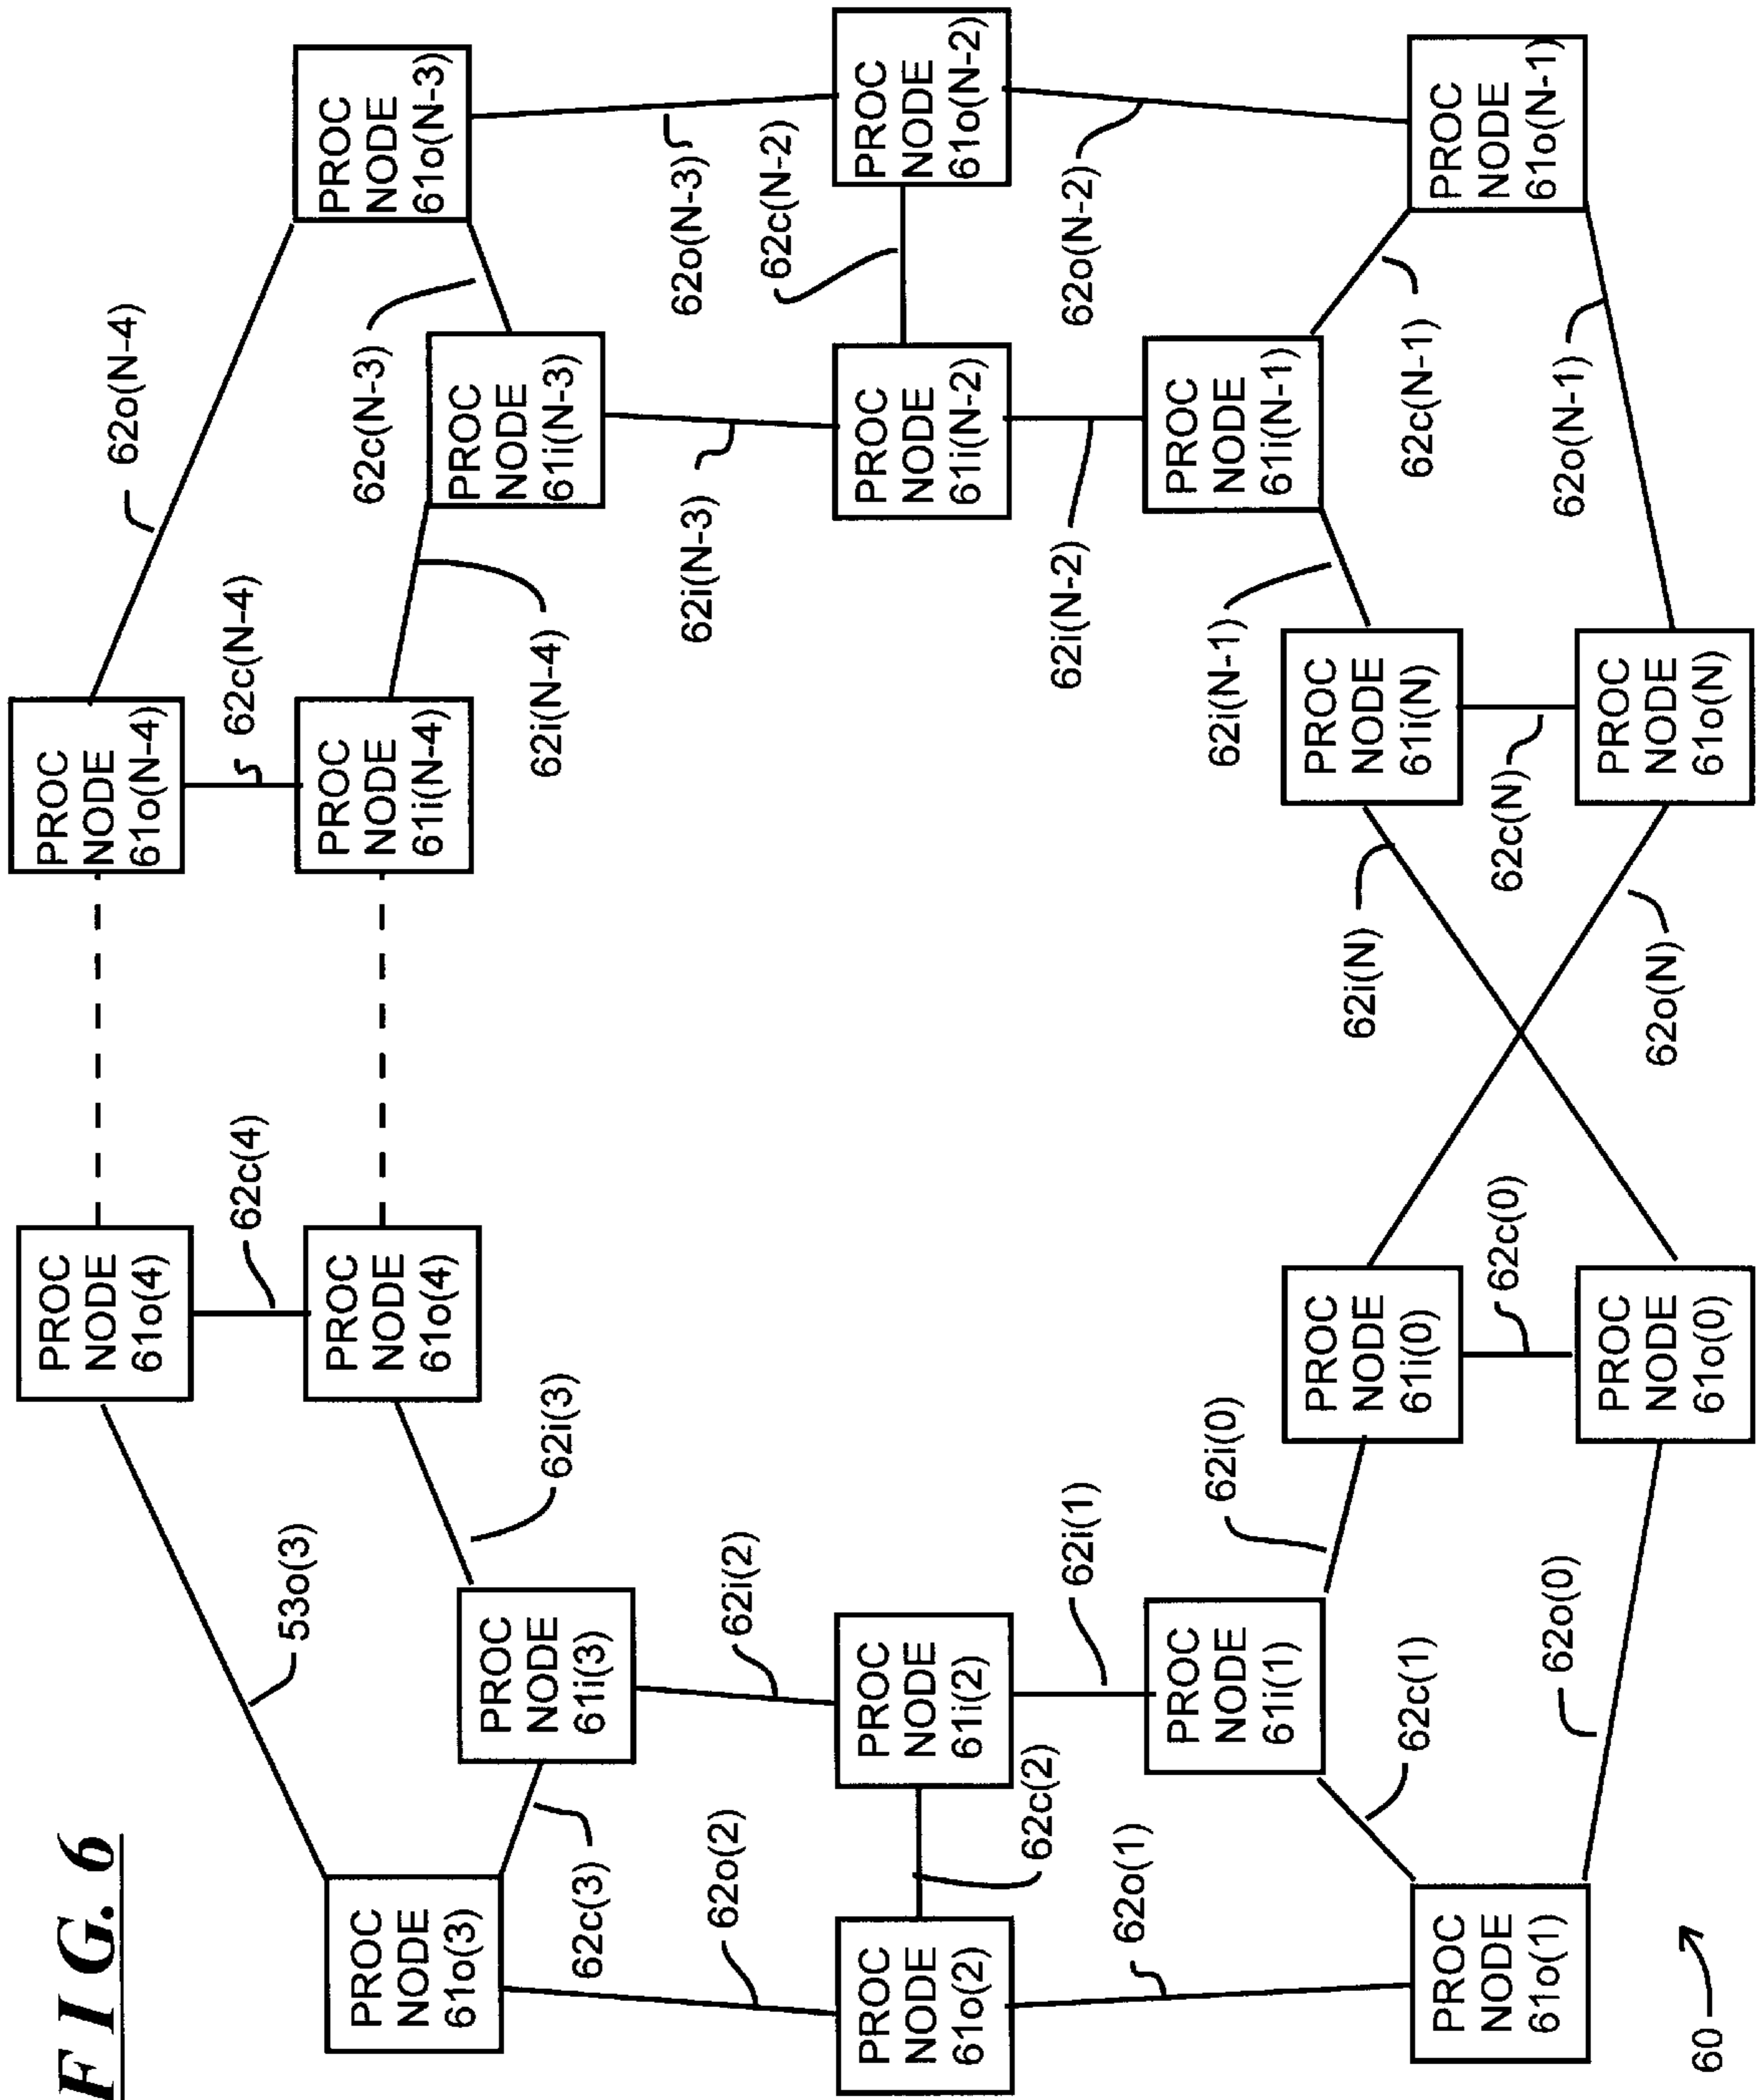 FIG. 6
PROC
NODE
61o(3)
PROC
NODE
61o(2)
PROC
NODE
61o(1)
60
53o(3)
62c(3)
62o(2)
62c(2)
62o(1)
62c(1)
62o(0)
PROC
NODE
61i(3)
PROC
NODE
61i(2)
PROC
NODE
61i(1)
62i(3)
62i(2)
62i(1)
62i(0)
PROC
NODE
61o(4)
PROC
NODE
61o(4)
PROC
NODE
61i(0)
PROC
NODE
61o(0)
62c(4)
62c(0)
62i(N)
62o(N)
PROC
NODE
61o(N-4)
PROC
NODE
61i(N-4)
PROC
NODE
61i(N)
PROC
NODE
61o(N)
62c(N)
62c(N-4)
62i(N-4)
62i(N-3)
62i(N-2)
62i(N-1)
62o(N-4)
62c(N-3)
PROC
NODE
61i(N-3)
PROC
NODE
61i(N-2)
PROC
NODE
61i(N-1)
62o(N-3)
62c(N-2)
62o(N-2)
62c(N-1)
62o(N-1)
PROC
NODE
61o(N-3)
PROC
NODE
61o(N-2)
PROC
NODE
61o(N-1)